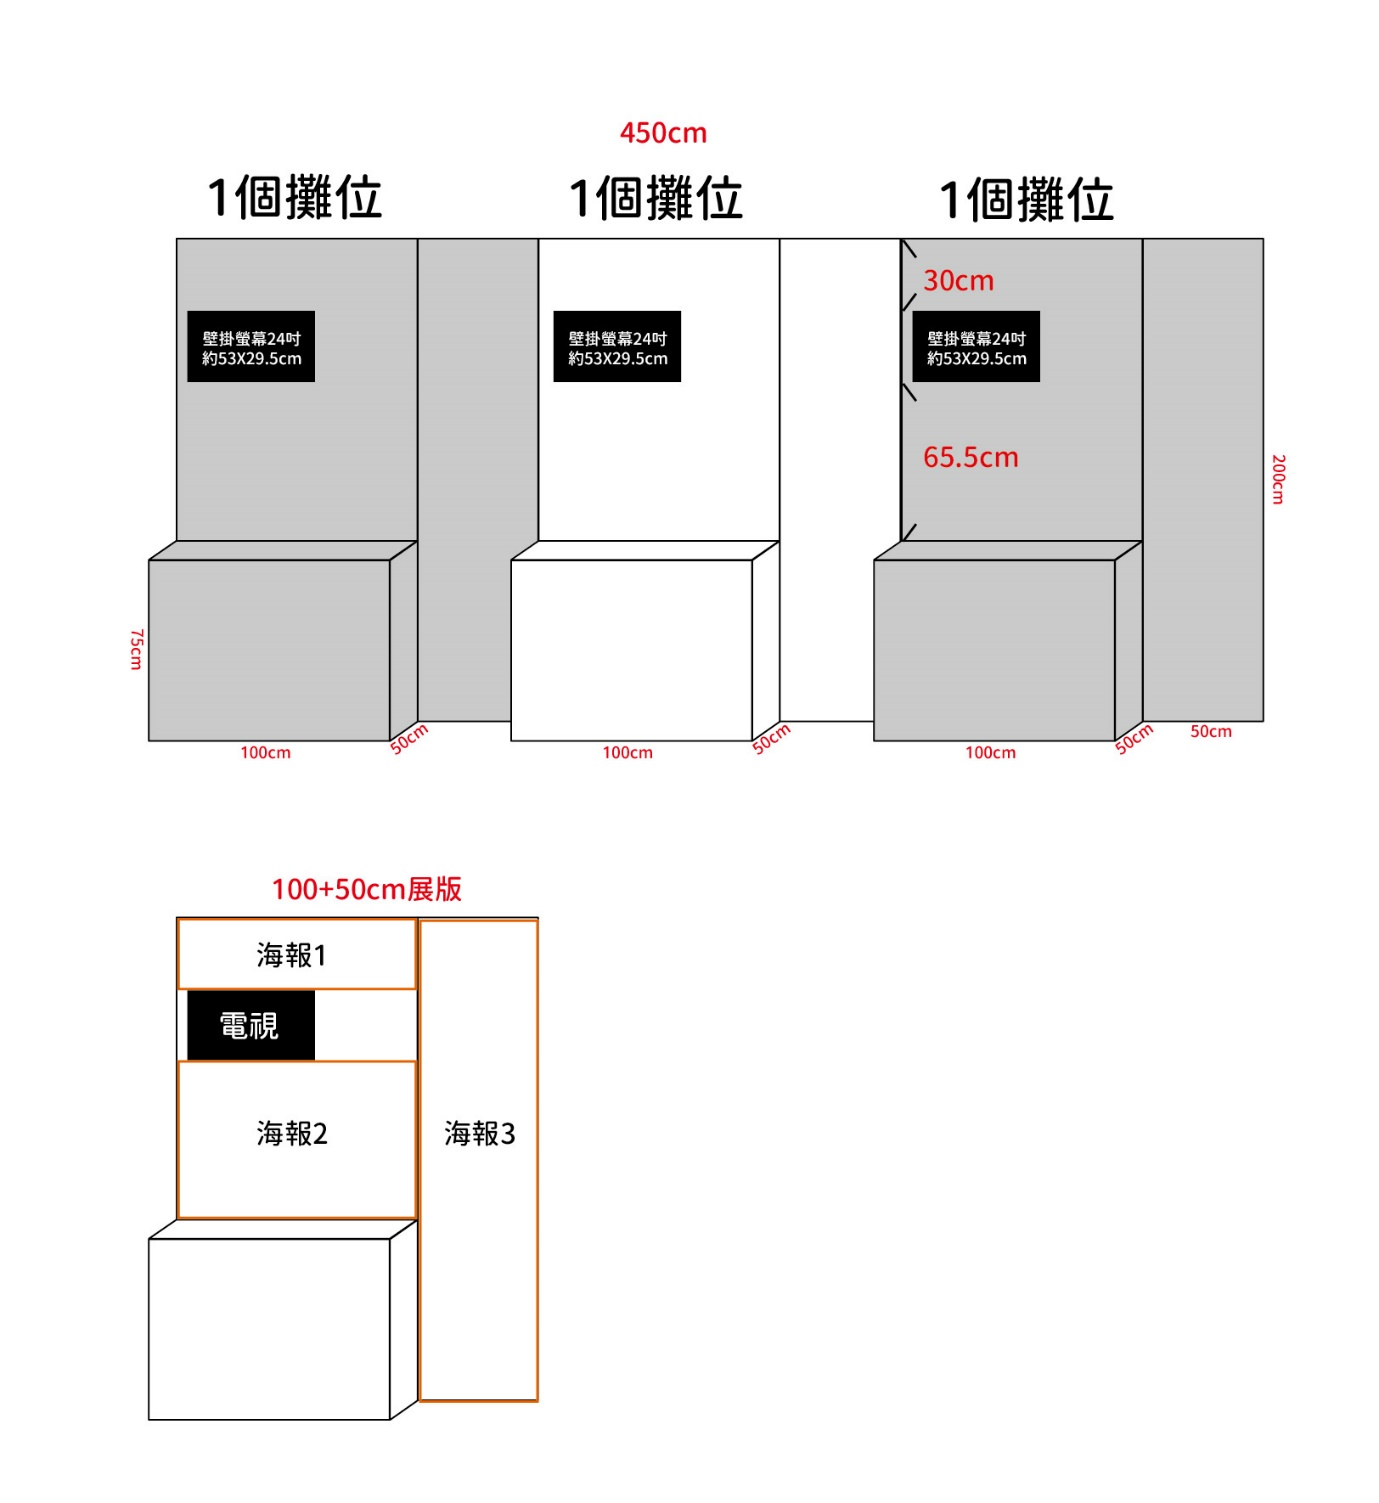 450cm
1個攤位
1個攤位
1個攤位
30cm
壁掛螢幕24吋
約53X29.5cm
壁掛螢幕24吋
約53X29.5cm
壁掛螢幕24吋
約53X29.5cm
65.5cm
200cm
75cm
100cm
50cm
100cm
50cm
100cm
50cm
50cm
100+50cm展版
海報1
電視
海報2
海報3